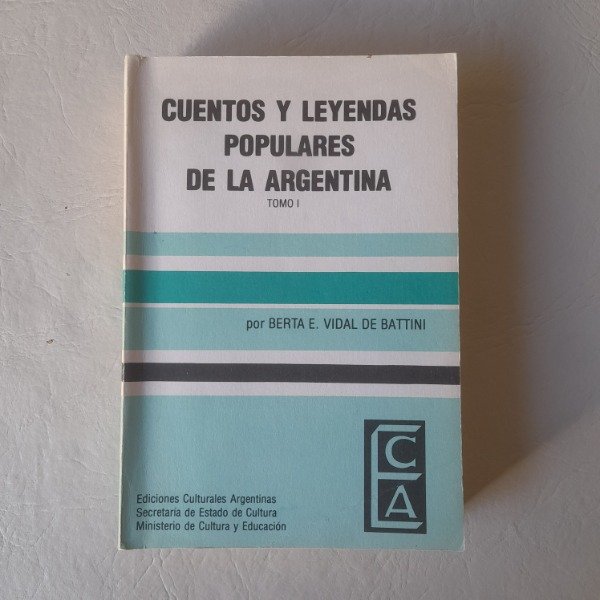 CUENTOS Y LEYENDAS
POPULARES
DE LA ARGENTINA
TOMO I
por BERTA E. VIDAL DE BATTINI
Ediciones Culturales Argentinas
Secretaría de Estado de Cultura
Ministerio de Cultura y Educación
E
C
A